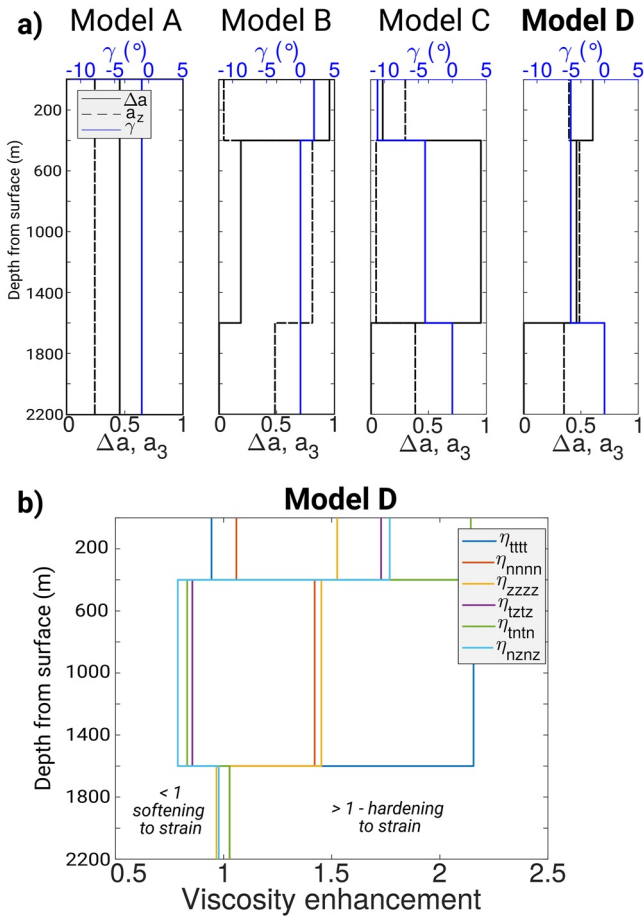 a) Model A Model B Model C Model D
γ (°) γ (°) γ (°) γ (°)
-10 -5 0 5 -10 -5 0 5 -10 -5 0 5 -10 -5 0 5
Depth from surface (m)
200
600
1000
1400
1800
2200
Δa
a_z
γ
0 0.5 1 0 0.5 1 0 0.5 1 0 0.5 1
Δa, a_3 Δa, a_3 Δa, a_3 Δa, a_3
b) Model D
Depth from surface (m)
200
600
1000
1400
1800
2200
η_tttt
η_nnnn
η_zzzz
η_tztz
η_tntn
η_nznz
< 1
softening
to strain
> 1 - hardening
to strain
0.5 1 1.5 2 2.5
Viscosity enhancement